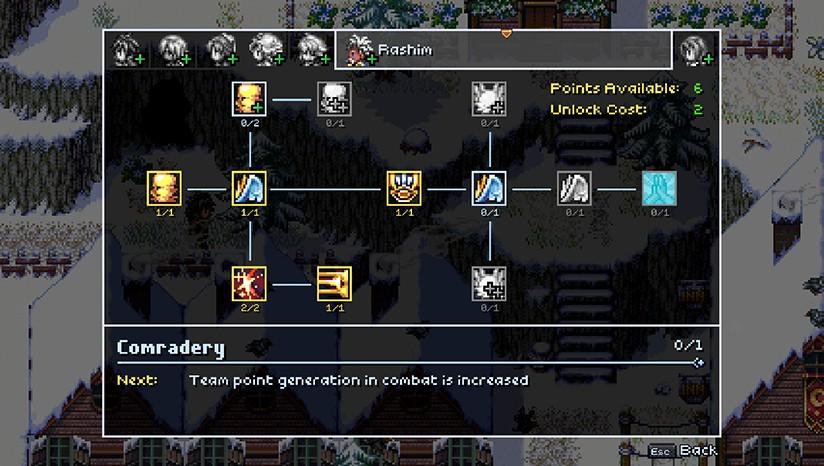 Rashim
Points Available: 6
Unlock Cost: 2
0/2
0/1
0/1
1/1
1/1
1/1
0/1
0/1
0/1
2/2
1/1
0/1
Comradery 0/1
Next: Team point generation in combat is increased
INN
Esc Back